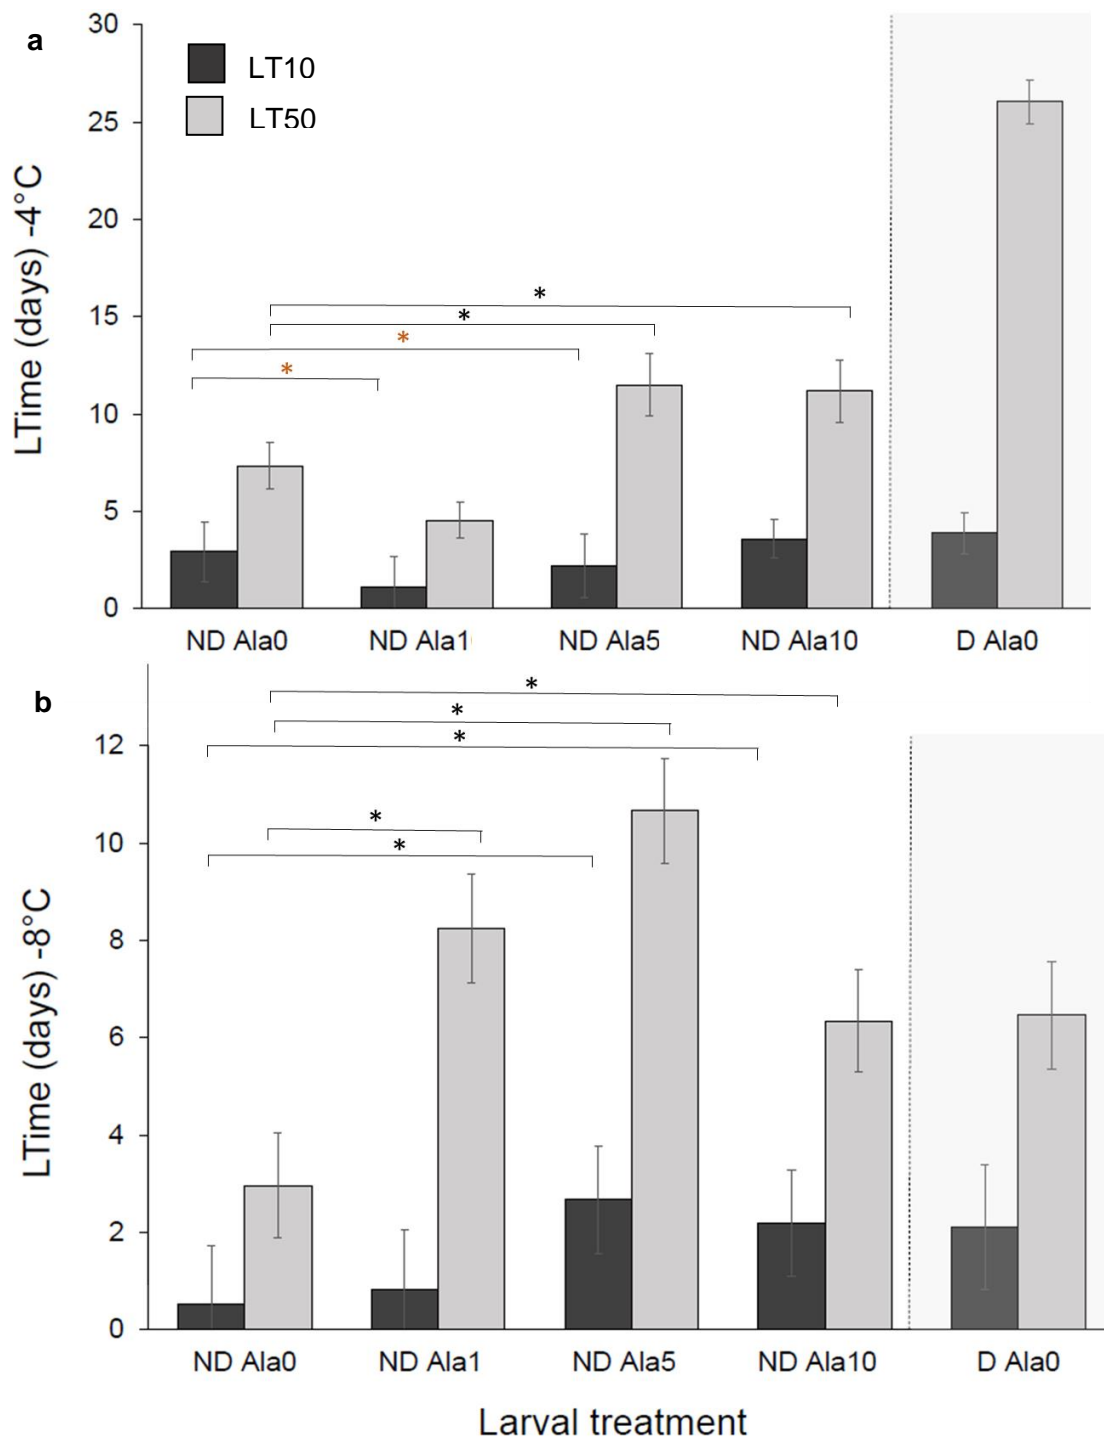 a
LT10
LT50
LTime (days) -4°C
30
25
20
15
10
5
0
*
*
*
*
ND Ala0 ND Ala1 ND Ala5 ND Ala10 D Ala0
b
LTime (days) -8°C
12
10
8
6
4
2
0
*
*
*
*
*
ND Ala0 ND Ala1 ND Ala5 ND Ala10 D Ala0
Larval treatment